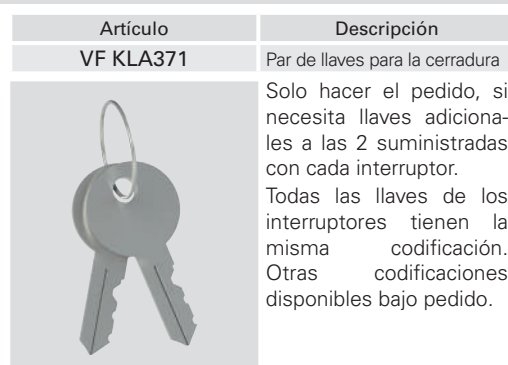 Artículo Descripción
VF KLA371 Par de llaves para la cerradura
Solo hacer el pedido, si
necesita llaves adiciona-
les a las 2 suministradas
con cada interruptor.
Todas las llaves de los
interruptores tienen la
misma codificación.
Otras codificaciones
disponibles bajo pedido.